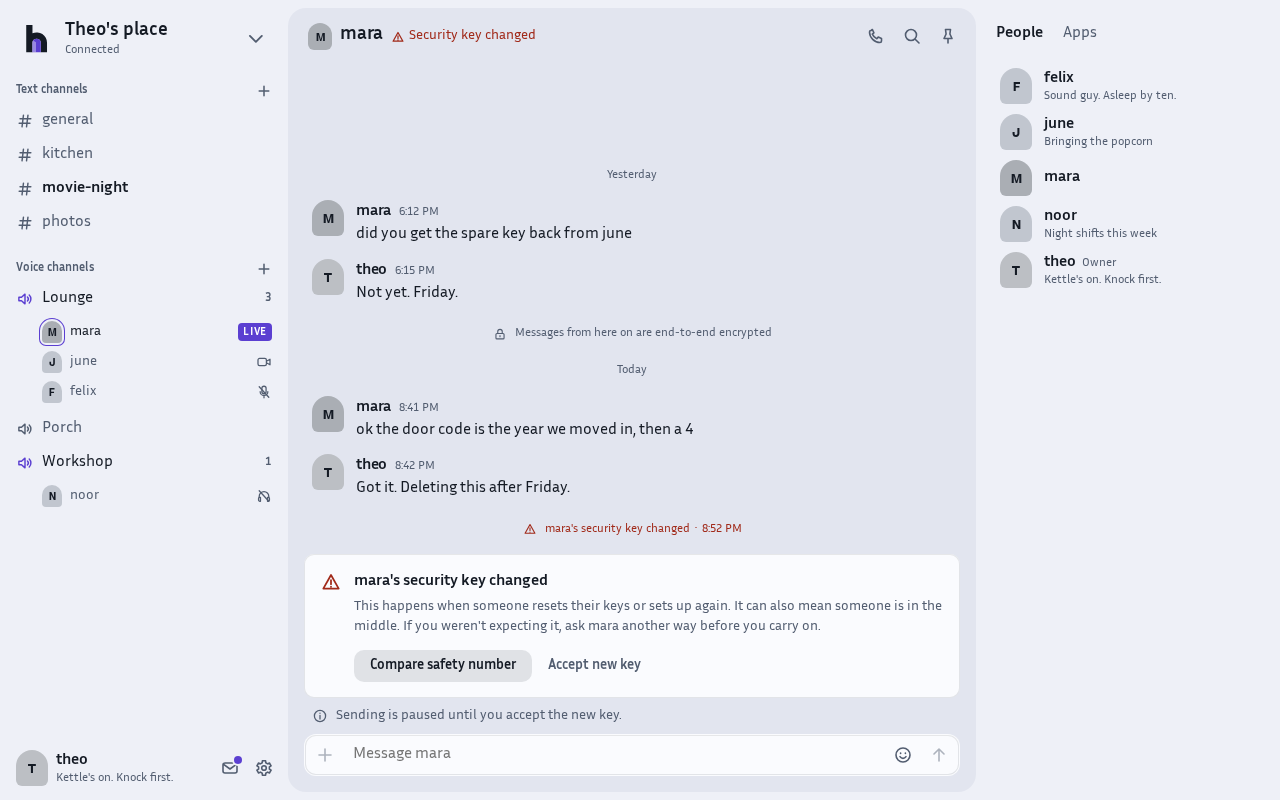 Theo's place
Connected
Text channels
general
kitchen
movie-night
photos
Voice channels
Lounge 3
M mara LIVE
J june
F felix
Porch
Workshop 1
N noor
T theo
Kettle's on. Knock first.
M mara Security key changed
Yesterday
M mara 6:12 PM
did you get the spare key back from june
T theo 6:15 PM
Not yet. Friday.
Messages from here on are end-to-end encrypted
Today
M mara 8:41 PM
ok the door code is the year we moved in, then a 4
T theo 8:42 PM
Got it. Deleting this after Friday.
mara's security key changed · 8:52 PM
mara's security key changed
This happens when someone resets their keys or sets up again. It can also mean someone is in the
middle. If you weren't expecting it, ask mara another way before you carry on.
Compare safety number Accept new key
Sending is paused until you accept the new key.
Message mara
People Apps
F felix
Sound guy. Asleep by ten.
J june
Bringing the popcorn
M mara
N noor
Night shifts this week
T theo Owner
Kettle's on. Knock first.